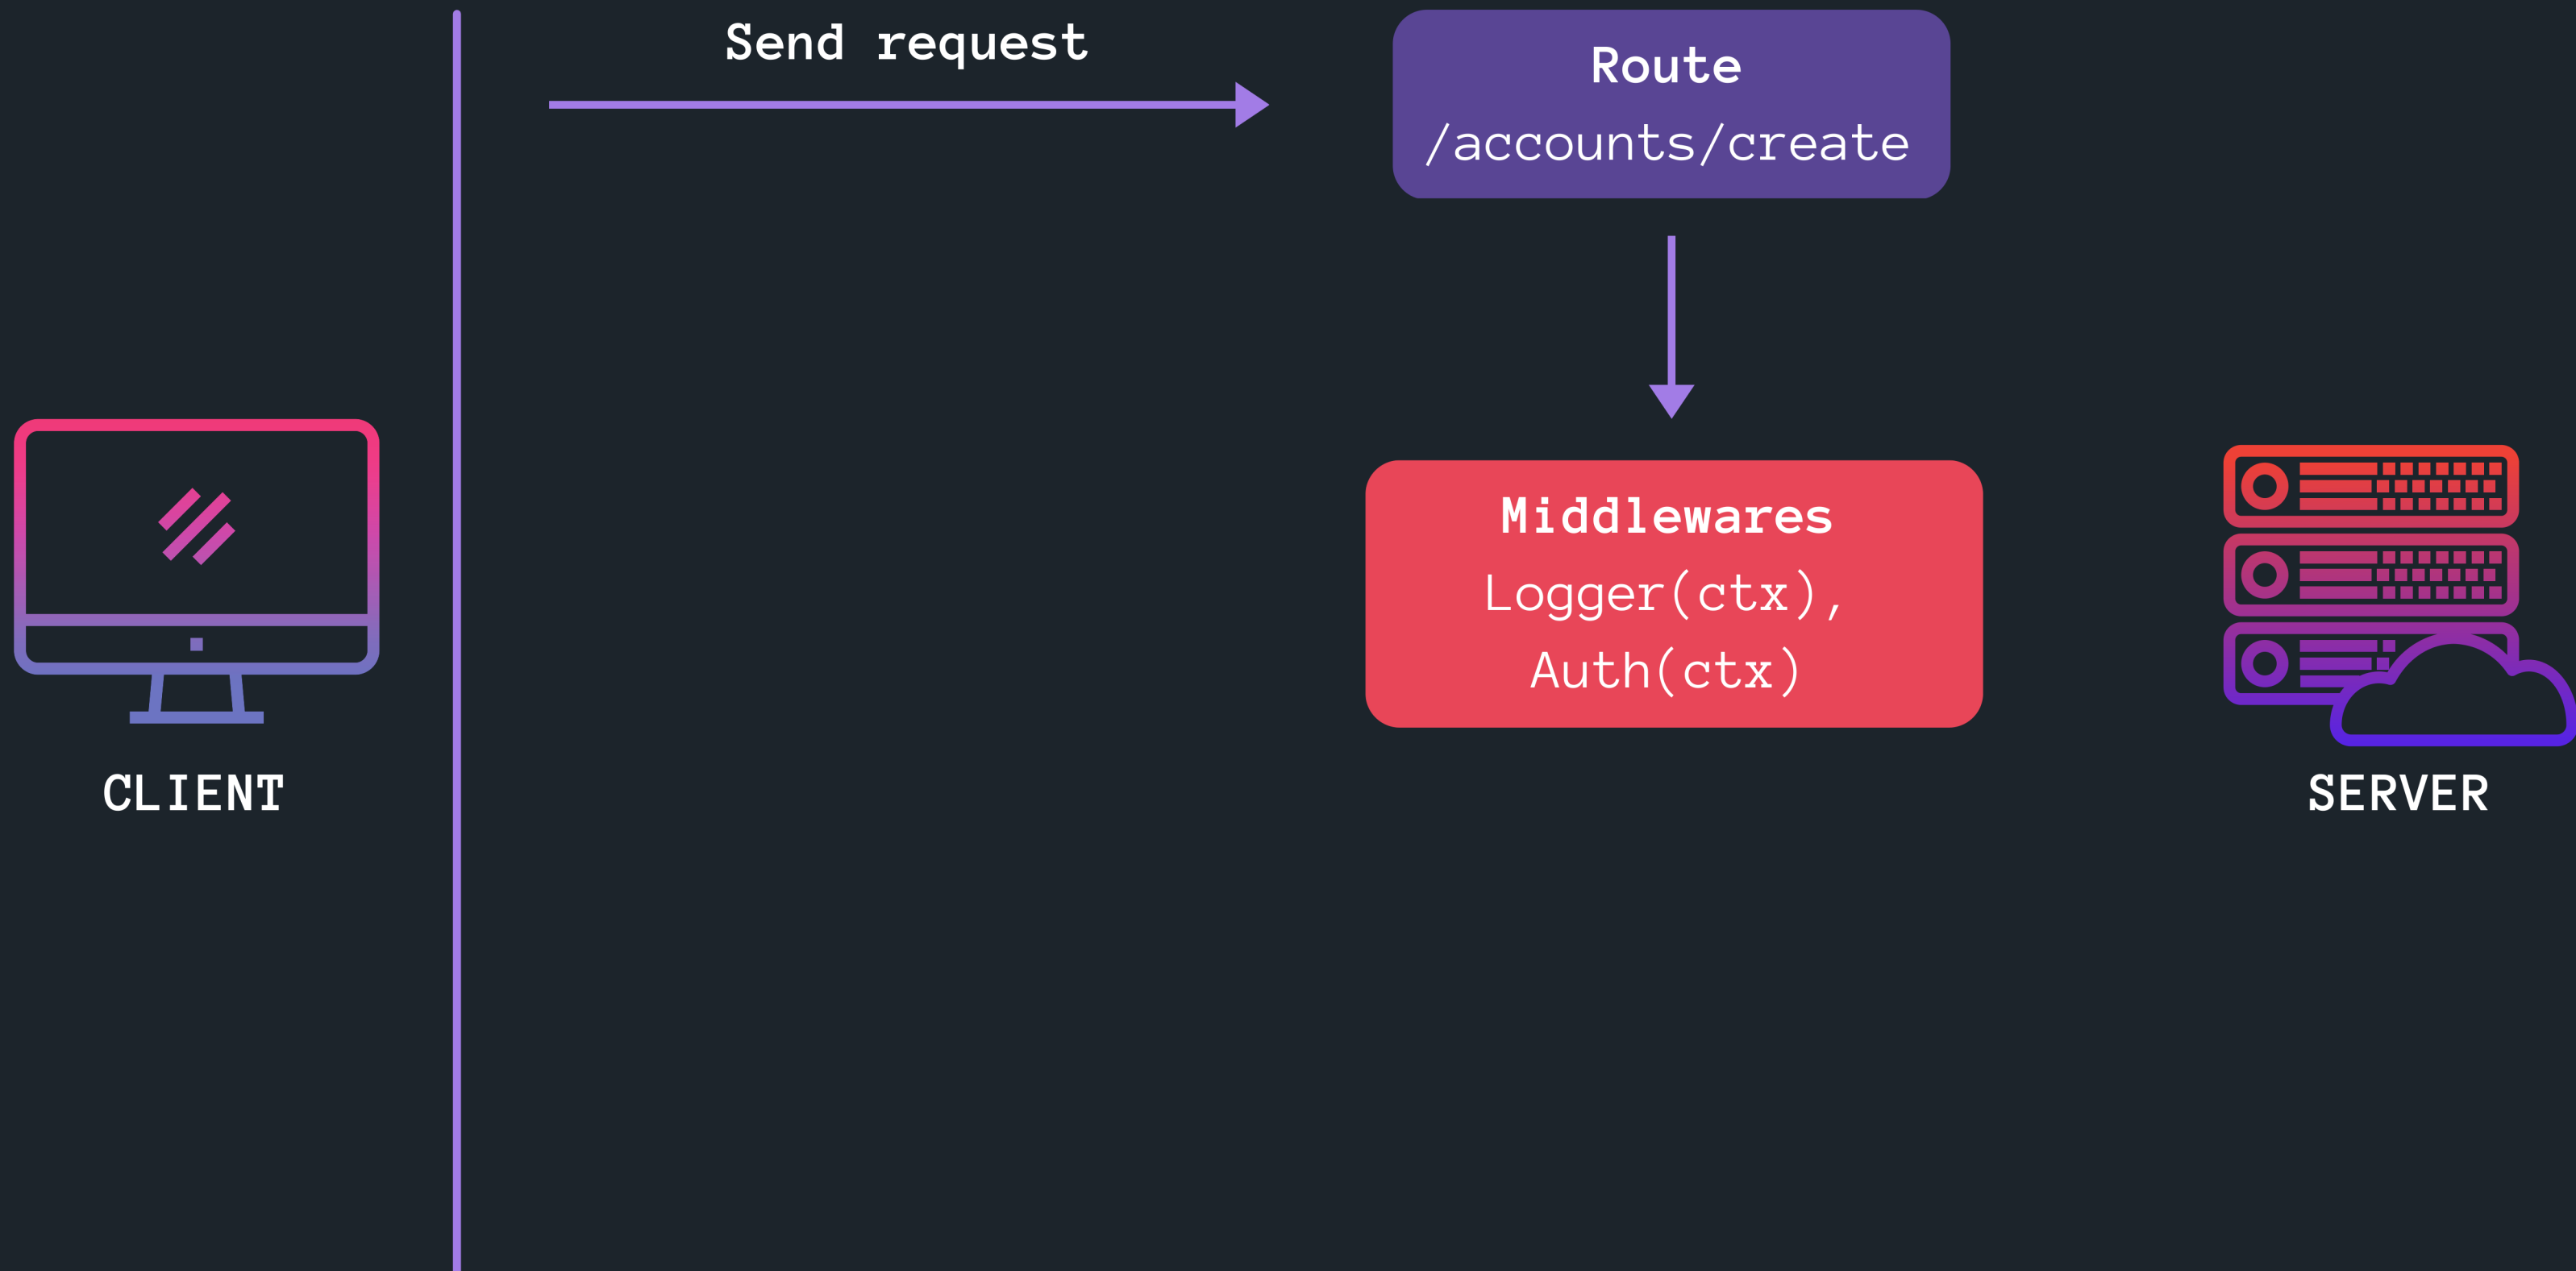 Send request
Route
/accounts/create
Middlewares
Logger(ctx),
Auth(ctx)
CLIENT
SERVER